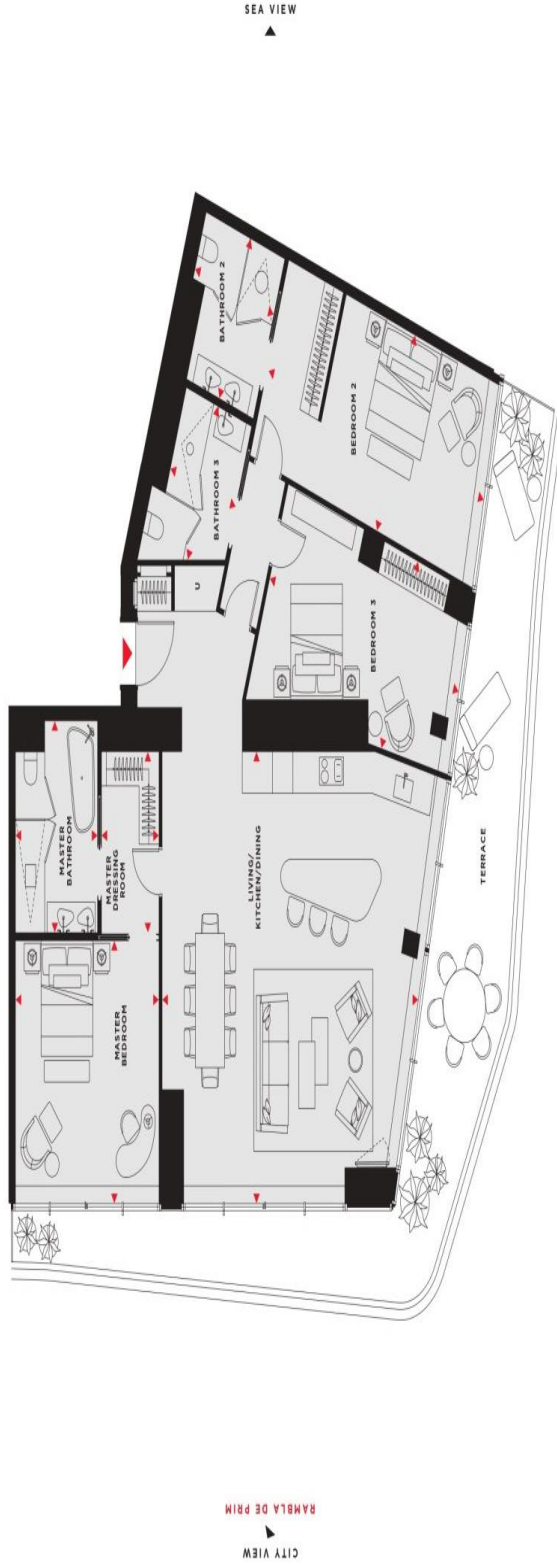 SEA VIEW
BATHROOM 2
BEDROOM 2
BATHROOM 3
U
BEDROOM 3
MASTER
BATHROOM
MASTER
DRESSING
ROOM
LIVING/
KITCHEN/DINING
TERRACE
MASTER
BEDROOM
RAMBLA DE PRIM
CITY VIEW